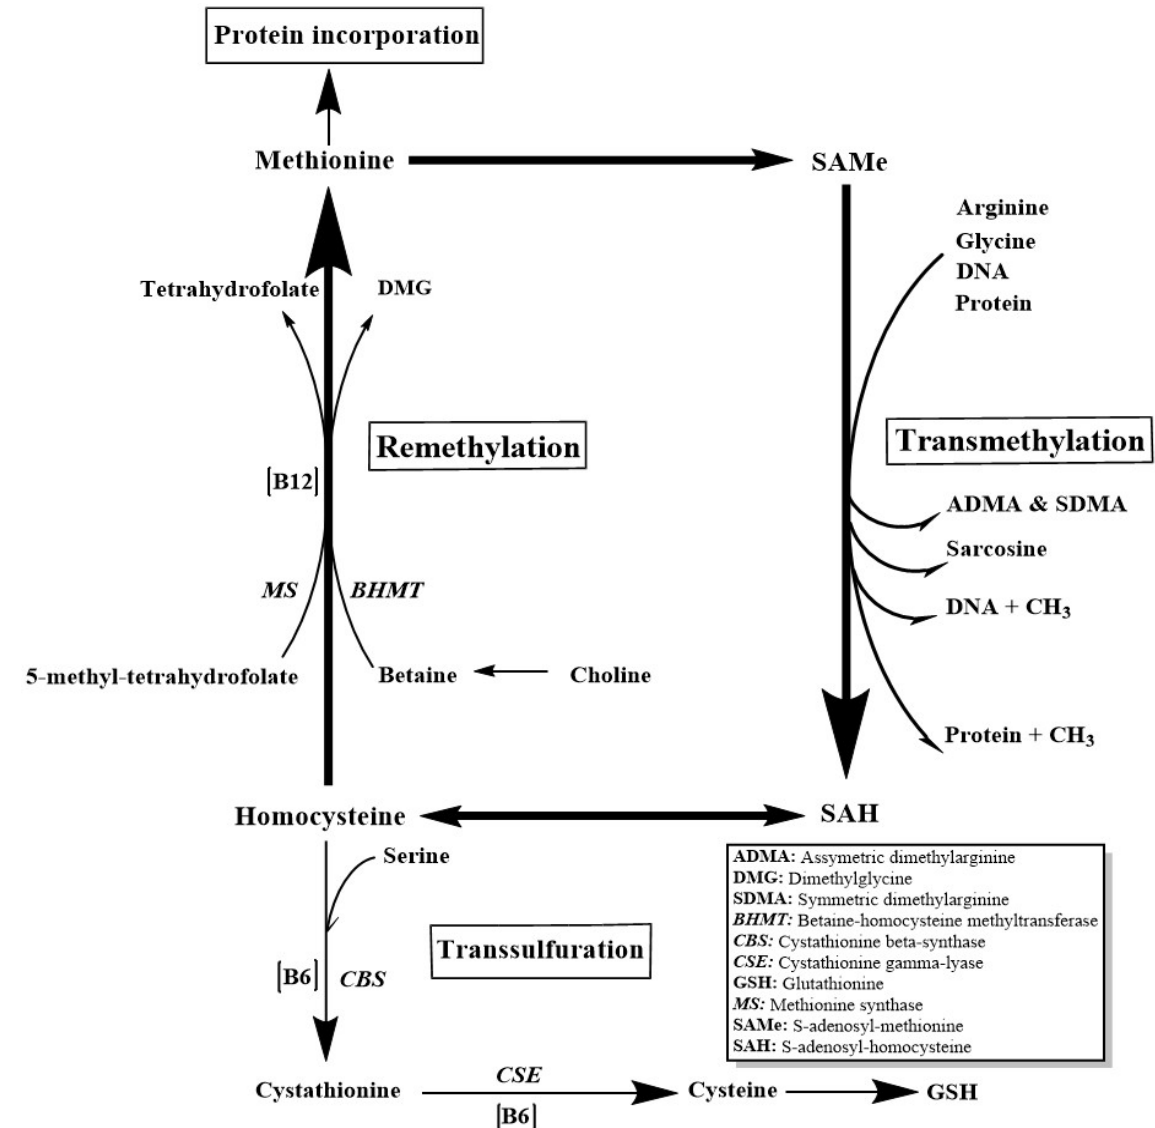 Protein incorporation
Methionine
SAMe
Arginine
Glycine
DNA
Protein
Tetrahydrofolate
DMG
Remethylation
Transmethylation
[B12]
ADMA & SDMA
Sarcosine
MS
BHMT
DNA + CH₃
5-methyl-tetrahydrofolate
Betaine
Choline
Protein + CH₃
Homocysteine
SAH
Serine
Transsulfuration
[B6]
CBS
ADMA: Assymetric dimethylarginine
DMG: Dimethylglycine
SDMA: Symmetric dimethylarginine
BHMT: Betaine-homocysteine methyltransferase
CBS: Cystathionine beta-synthase
CSE: Cystathionine gamma-lyase
GSH: Glutathionine
MS: Methionine synthase
SAMe: S-adenosyl-methionine
SAH: S-adenosyl-homocysteine
Cystathionine
CSE
[B6]
Cysteine
GSH